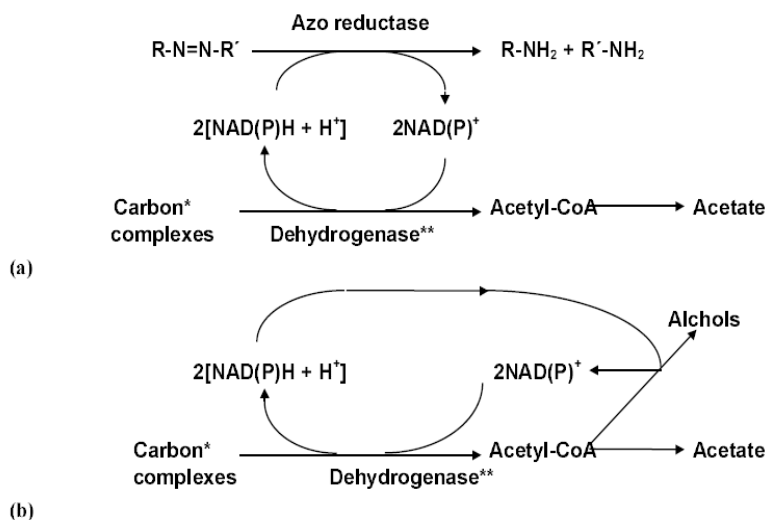 Azo reductase
R-N=N-R´ R-NH₂ + R´-NH₂
2[NAD(P)H + H⁺] 2NAD(P)⁺
Carbon* Acetyl-CoA Acetate
complexes Dehydrogenase**
(a)
Alchols
2[NAD(P)H + H⁺] 2NAD(P)⁺
Carbon* Acetyl-CoA Acetate
complexes Dehydrogenase**
(b)